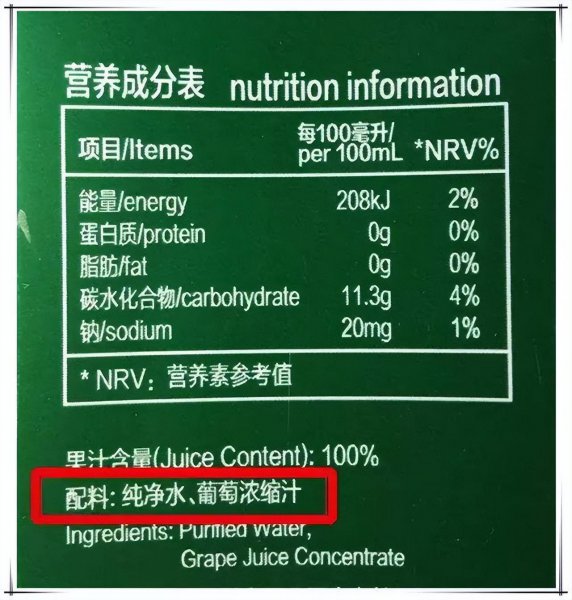 营养成分表 nutrition information
项目/Items 每100毫升/ per 100mL *NRV%
能量/energy 208kJ 2%
蛋白质/protein 0g 0%
脂肪/fat 0g 0%
碳水化合物/carbohydrate 11.3g 4%
钠/sodium 20mg 1%
* NRV: 营养素参考值
果汁含量(Juice Content): 100%
配料: 纯净水、葡萄浓缩汁
Ingredients: Purified Water,
Grape Juice Concentrate